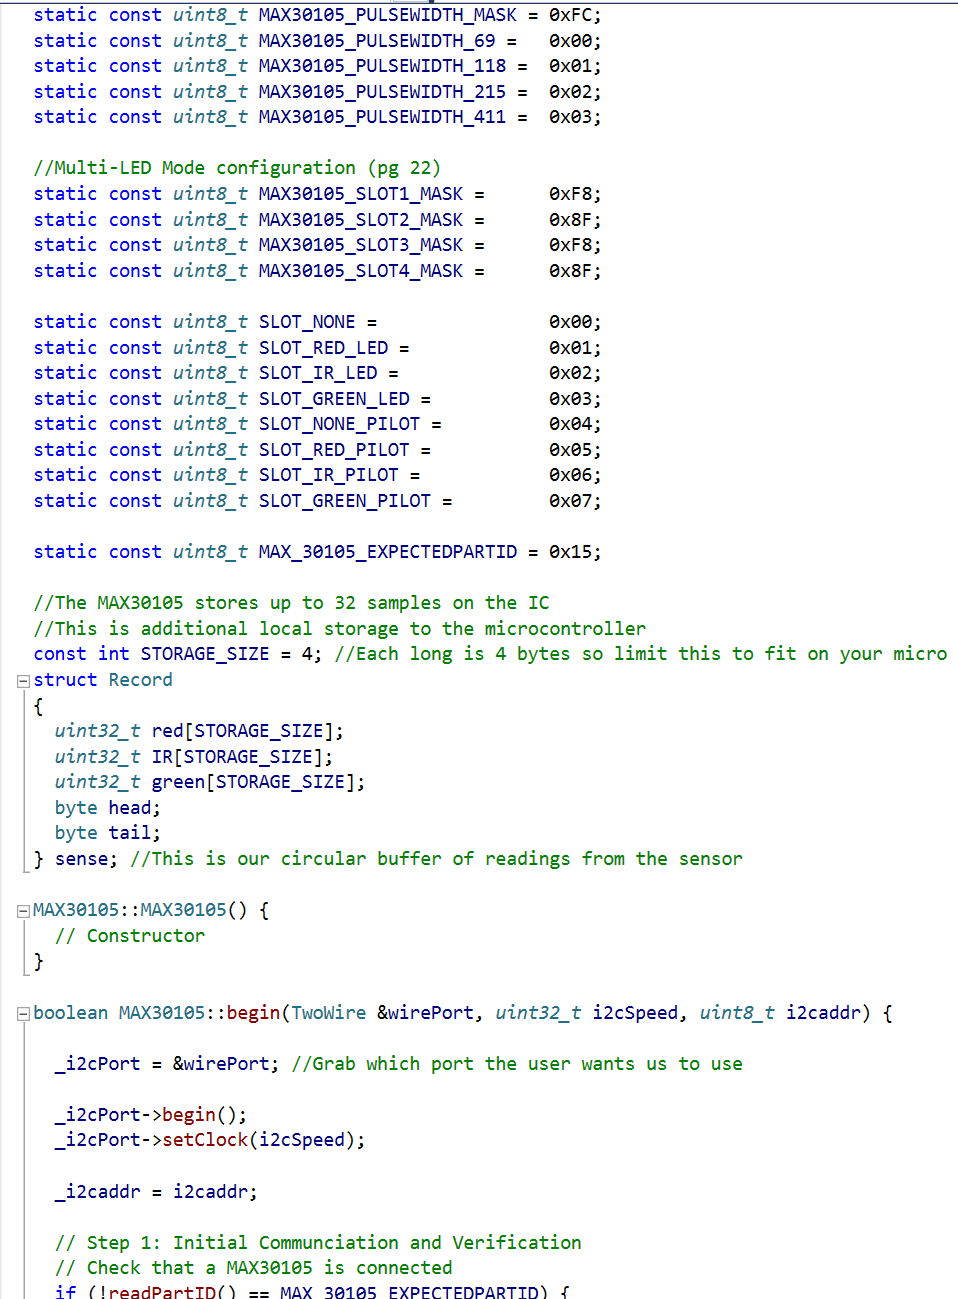 static const uint8_t MAX30105_PULSEWIDTH_MASK = 0xFC;
static const uint8_t MAX30105_PULSEWIDTH_69 =   0x00;
static const uint8_t MAX30105_PULSEWIDTH_118 =  0x01;
static const uint8_t MAX30105_PULSEWIDTH_215 =  0x02;
static const uint8_t MAX30105_PULSEWIDTH_411 =  0x03;

//Multi-LED Mode configuration (pg 22)
static const uint8_t MAX30105_SLOT1_MASK =      0xF8;
static const uint8_t MAX30105_SLOT2_MASK =      0x8F;
static const uint8_t MAX30105_SLOT3_MASK =      0xF8;
static const uint8_t MAX30105_SLOT4_MASK =      0x8F;

static const uint8_t SLOT_NONE =                0x00;
static const uint8_t SLOT_RED_LED =             0x01;
static const uint8_t SLOT_IR_LED =              0x02;
static const uint8_t SLOT_GREEN_LED =           0x03;
static const uint8_t SLOT_NONE_PILOT =          0x04;
static const uint8_t SLOT_RED_PILOT =           0x05;
static const uint8_t SLOT_IR_PILOT =            0x06;
static const uint8_t SLOT_GREEN_PILOT =         0x07;

static const uint8_t MAX_30105_EXPECTEDPARTID = 0x15;

//The MAX30105 stores up to 32 samples on the IC
//This is additional local storage to the microcontroller
const int STORAGE_SIZE = 4; //Each long is 4 bytes so limit this to fit on your micro
struct Record
{
  uint32_t red[STORAGE_SIZE];
  uint32_t IR[STORAGE_SIZE];
  uint32_t green[STORAGE_SIZE];
  byte head;
  byte tail;
} sense; //This is our circular buffer of readings from the sensor

MAX30105::MAX30105() {
  // Constructor
}

boolean MAX30105::begin(TwoWire &wirePort, uint32_t i2cSpeed, uint8_t i2caddr) {

  _i2cPort = &wirePort; //Grab which port the user wants us to use

  _i2cPort->begin();
  _i2cPort->setClock(i2cSpeed);

  _i2caddr = i2caddr;

  // Step 1: Initial Communciation and Verification
  // Check that a MAX30105 is connected
  if (!readPartID() == MAX_30105_EXPECTEDPARTID) {